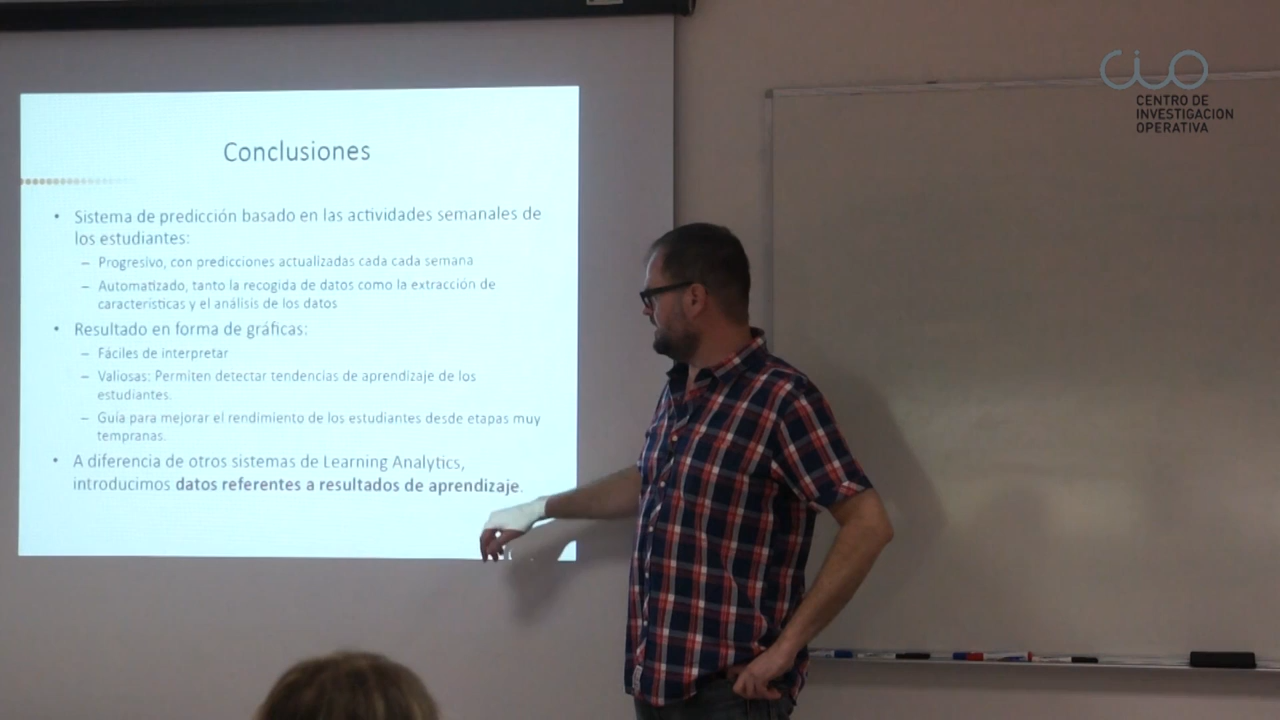 Conclusiones
• Sistema de predicción basado en las actividades semanales de
los estudiantes:
– Progresivo, con predicciones actualizadas cada cada semana
– Automatizado, tanto la recogida de datos como la extracción de
características y el análisis de los datos
• Resultado en forma de gráficas:
– Fáciles de interpretar
– Valiosas: Permiten detectar tendencias de aprendizaje de los
estudiantes.
– Guía para mejorar el rendimiento de los estudiantes desde etapas muy
tempranas.
• A diferencia de otros sistemas de Learning Analytics,
introducimos datos referentes a resultados de aprendizaje.
CIO
CENTRO DE
INVESTIGACION
OPERATIVA